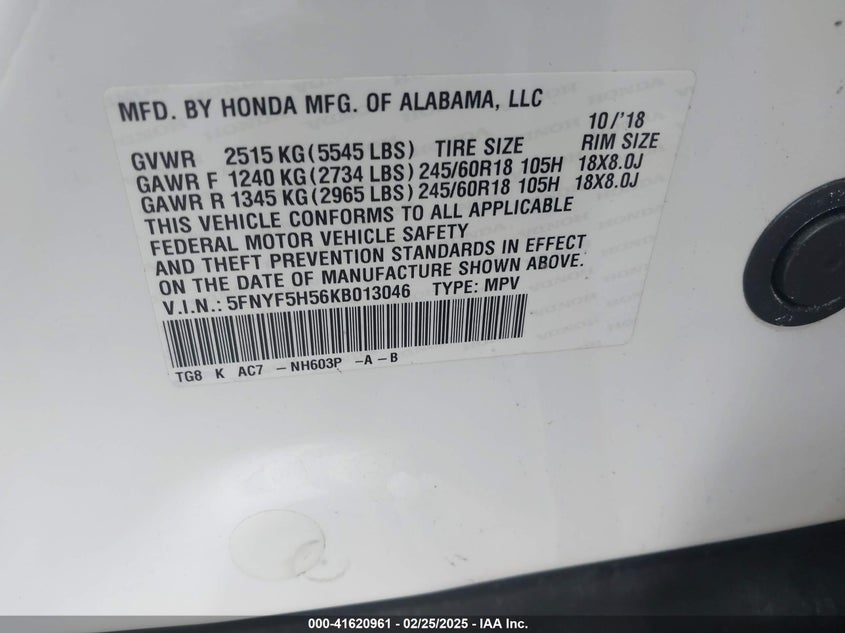 MFD. BY HONDA MFG. OF ALABAMA, LLC
10/'18
GVWR 2515 KG (5545 LBS) TIRE SIZE RIM SIZE
GAWR F 1240 KG (2734 LBS) 245/60R18 105H 18X8.0J
GAWR R 1345 KG (2965 LBS) 245/60R18 105H 18X8.0J
THIS VEHICLE CONFORMS TO ALL APPLICABLE
FEDERAL MOTOR VEHICLE SAFETY
AND THEFT PREVENTION STANDARDS IN EFFECT
ON THE DATE OF MANUFACTURE SHOWN ABOVE.
V.I.N.: 5FNYF5H56KB013046 TYPE: MPV
TG8 K AC7 -NH603P -A-B
000-41620961 - 02/25/2025 - IAA Inc.